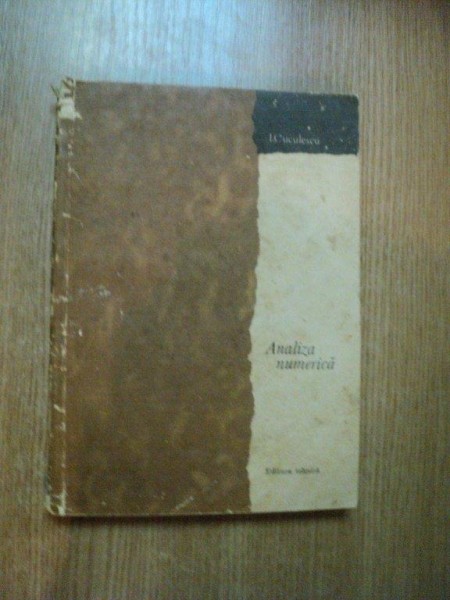 I.Cuculescu
Analiza
numerică
Editura tehnică